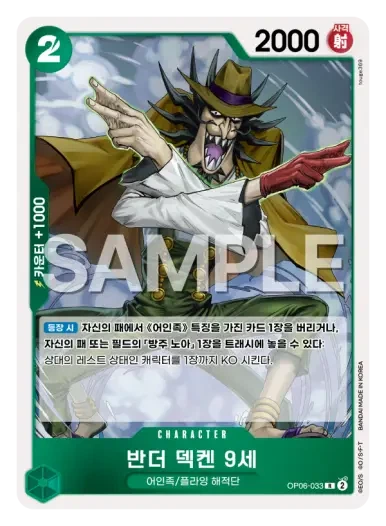 2
2000
사격
射
tsuga369
⚡카운터 +1000
SAMPLE
등장 시 자신의 패에서 《어인족》 특징을 가진 카드 1장을 버리거나,
자신의 패 또는 필드의 「방주 노아」 1장을 트래시에 놓을 수 있다:
상대의 레스트 상태인 캐릭터를 1장까지 KO 시킨다.
CHARACTER
반더 덱켄 9세
어인족/플라잉 해적단
OP06-033 R 2
©E.O/S ©O./S·F·T BANDAI MADE IN KOREA